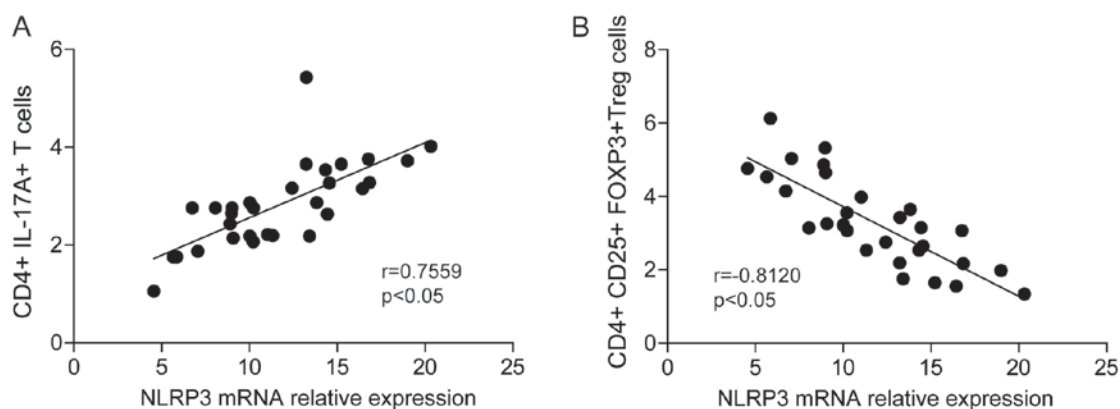 A
CD4+ IL-17A+ T cells
6
4
2
0
0 5 10 15 20 25
r=0.7559
p<0.05
NLRP3 mRNA relative expression
B
CD4+ CD25+ FOXP3+Treg cells
8
6
4
2
0
0 5 10 15 20 25
r=-0.8120
p<0.05
NLRP3 mRNA relative expression